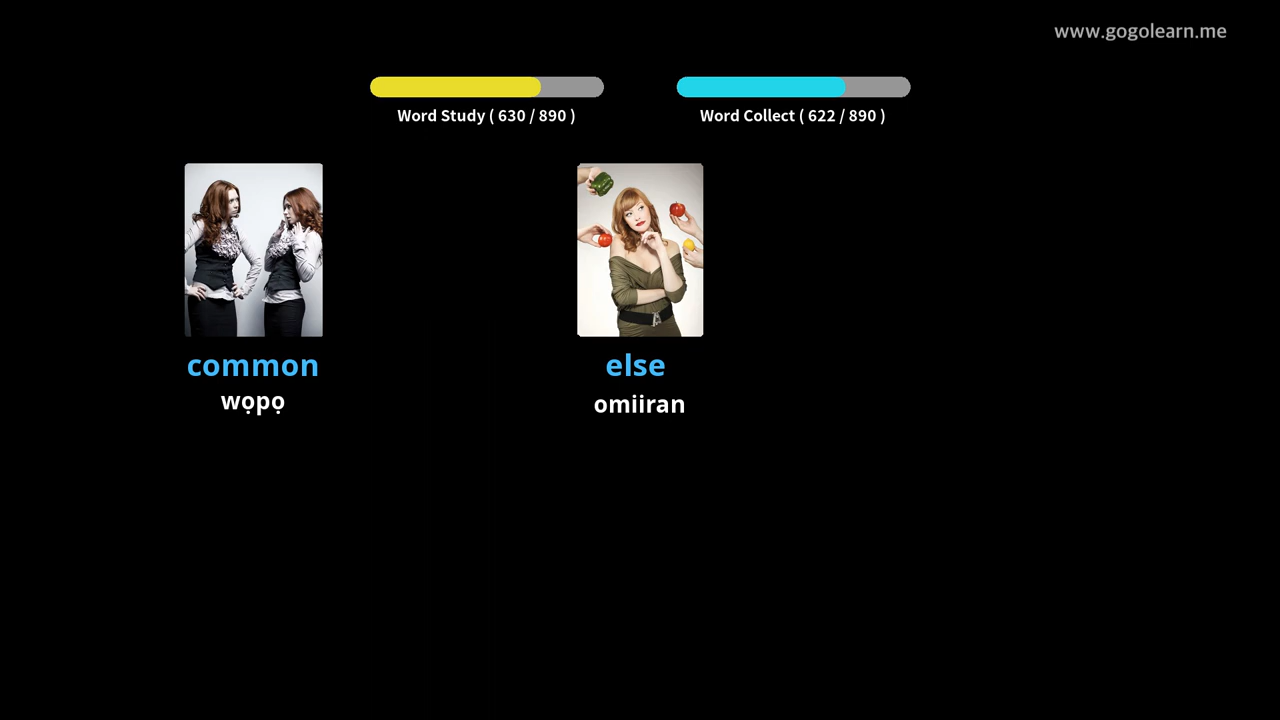 www.gogolearn.me
Word Study ( 630 / 890 )
Word Collect ( 622 / 890 )
common
wọpọ
else
omiiran